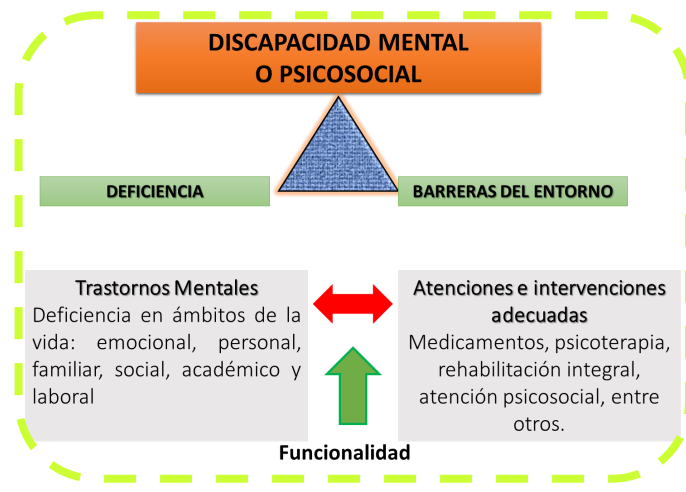 DISCAPACIDAD MENTAL
O PSICOSOCIAL
DEFICIENCIA
BARRERAS DEL ENTORNO
Trastornos Mentales
Deficiencia en ámbitos de la
vida: emocional, personal,
familiar, social, académico y
laboral
Atenciones e intervenciones
adecuadas
Medicamentos, psicoterapia,
rehabilitación integral,
atención psicosocial, entre
otros.
Funcionalidad